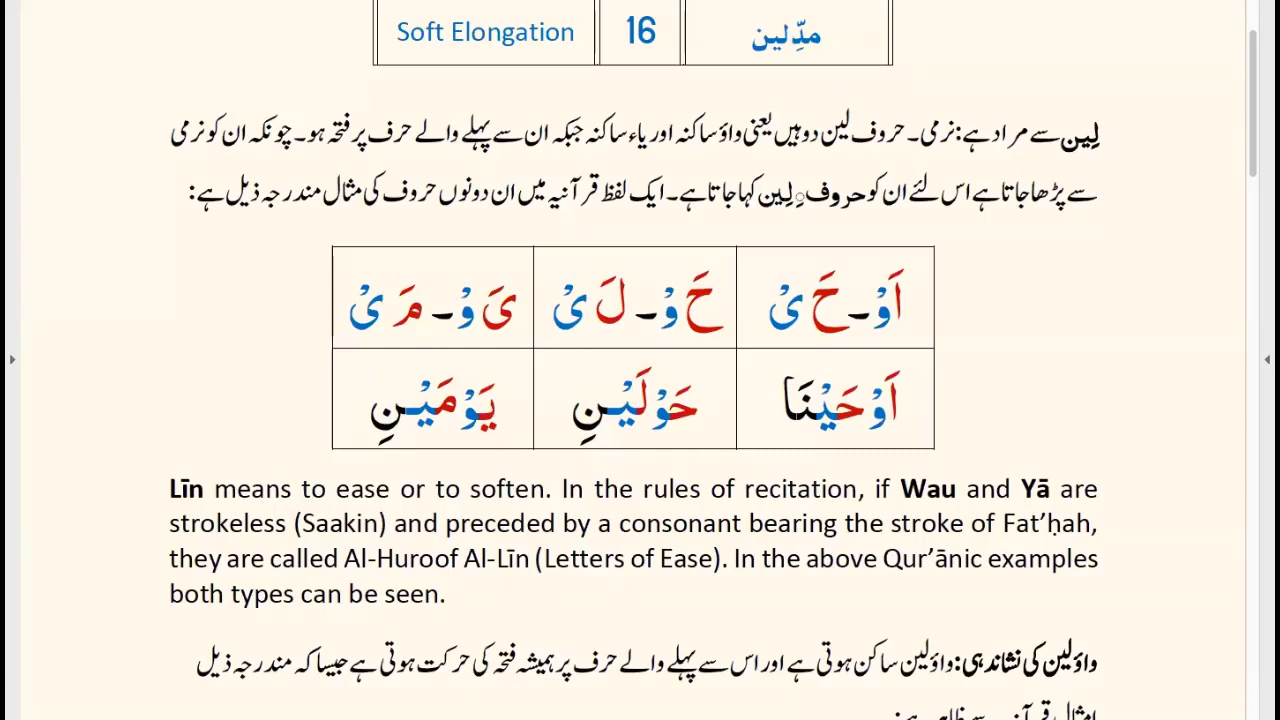 Soft Elongation 16 مدِّلین
لِین سے مراد ہے: نرمی۔ حروف لین دو ہیں یعنی واؤ ساکنہ اور یاء ساکنہ جبکہ ان سے پہلے والے حرف پر فتحہ ہو۔ چونکہ ان کو نرمی
سے پڑھا جاتا ہے اس لئے ان کو حروفِ لِین کہا جاتا ہے۔ ایک لفظ قرآنیہ میں ان دونوں حروف کی مثال مندرجہ ذیل ہے:
اَوْ۔حَیْ حَوْ۔لَیْ یَوْ۔مَیْ
اَوْحَیْنَا حَوْلَیْنِ یَوْمَیْنِ
Līn means to ease or to soften. In the rules of recitation, if Wau and Yā are
strokeless (Saakin) and preceded by a consonant bearing the stroke of Fat’ḥah,
they are called Al-Huroof Al-Līn (Letters of Ease). In the above Qur’ānic examples
both types can be seen.
واؤلین کی نشاندہی: واؤلین ساکن ہوتی ہے اور اس سے پہلے والے حرف پر ہمیشہ فتحہ کی حرکت ہوتی ہے جیسا کہ مندرجہ ذیل